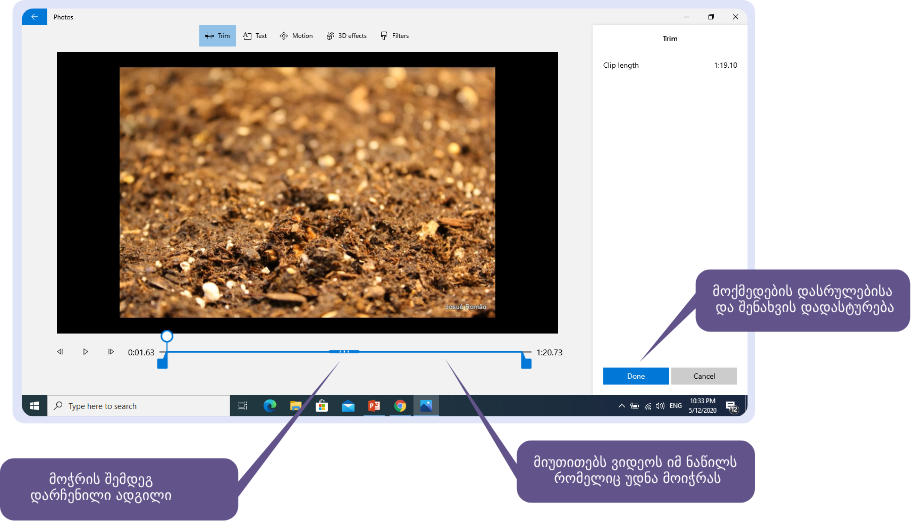 Photos
Trim
Text
Motion
3D effects
Filters
Trim
Clip length 1:19.10
Josué Romão
მოქმედების დასრულებისა
და შენახვის დადასტურება
0:01.63
1:20.73
Done
Cancel
Type here to search
ENG
10:33 PM
5/12/2020
12
მიუთითებს ვიდეოს იმ ნაწილს
რომელიც უდნა მოიჭრას
მოჭრის შემდეგ
დარჩენილი ადგილი